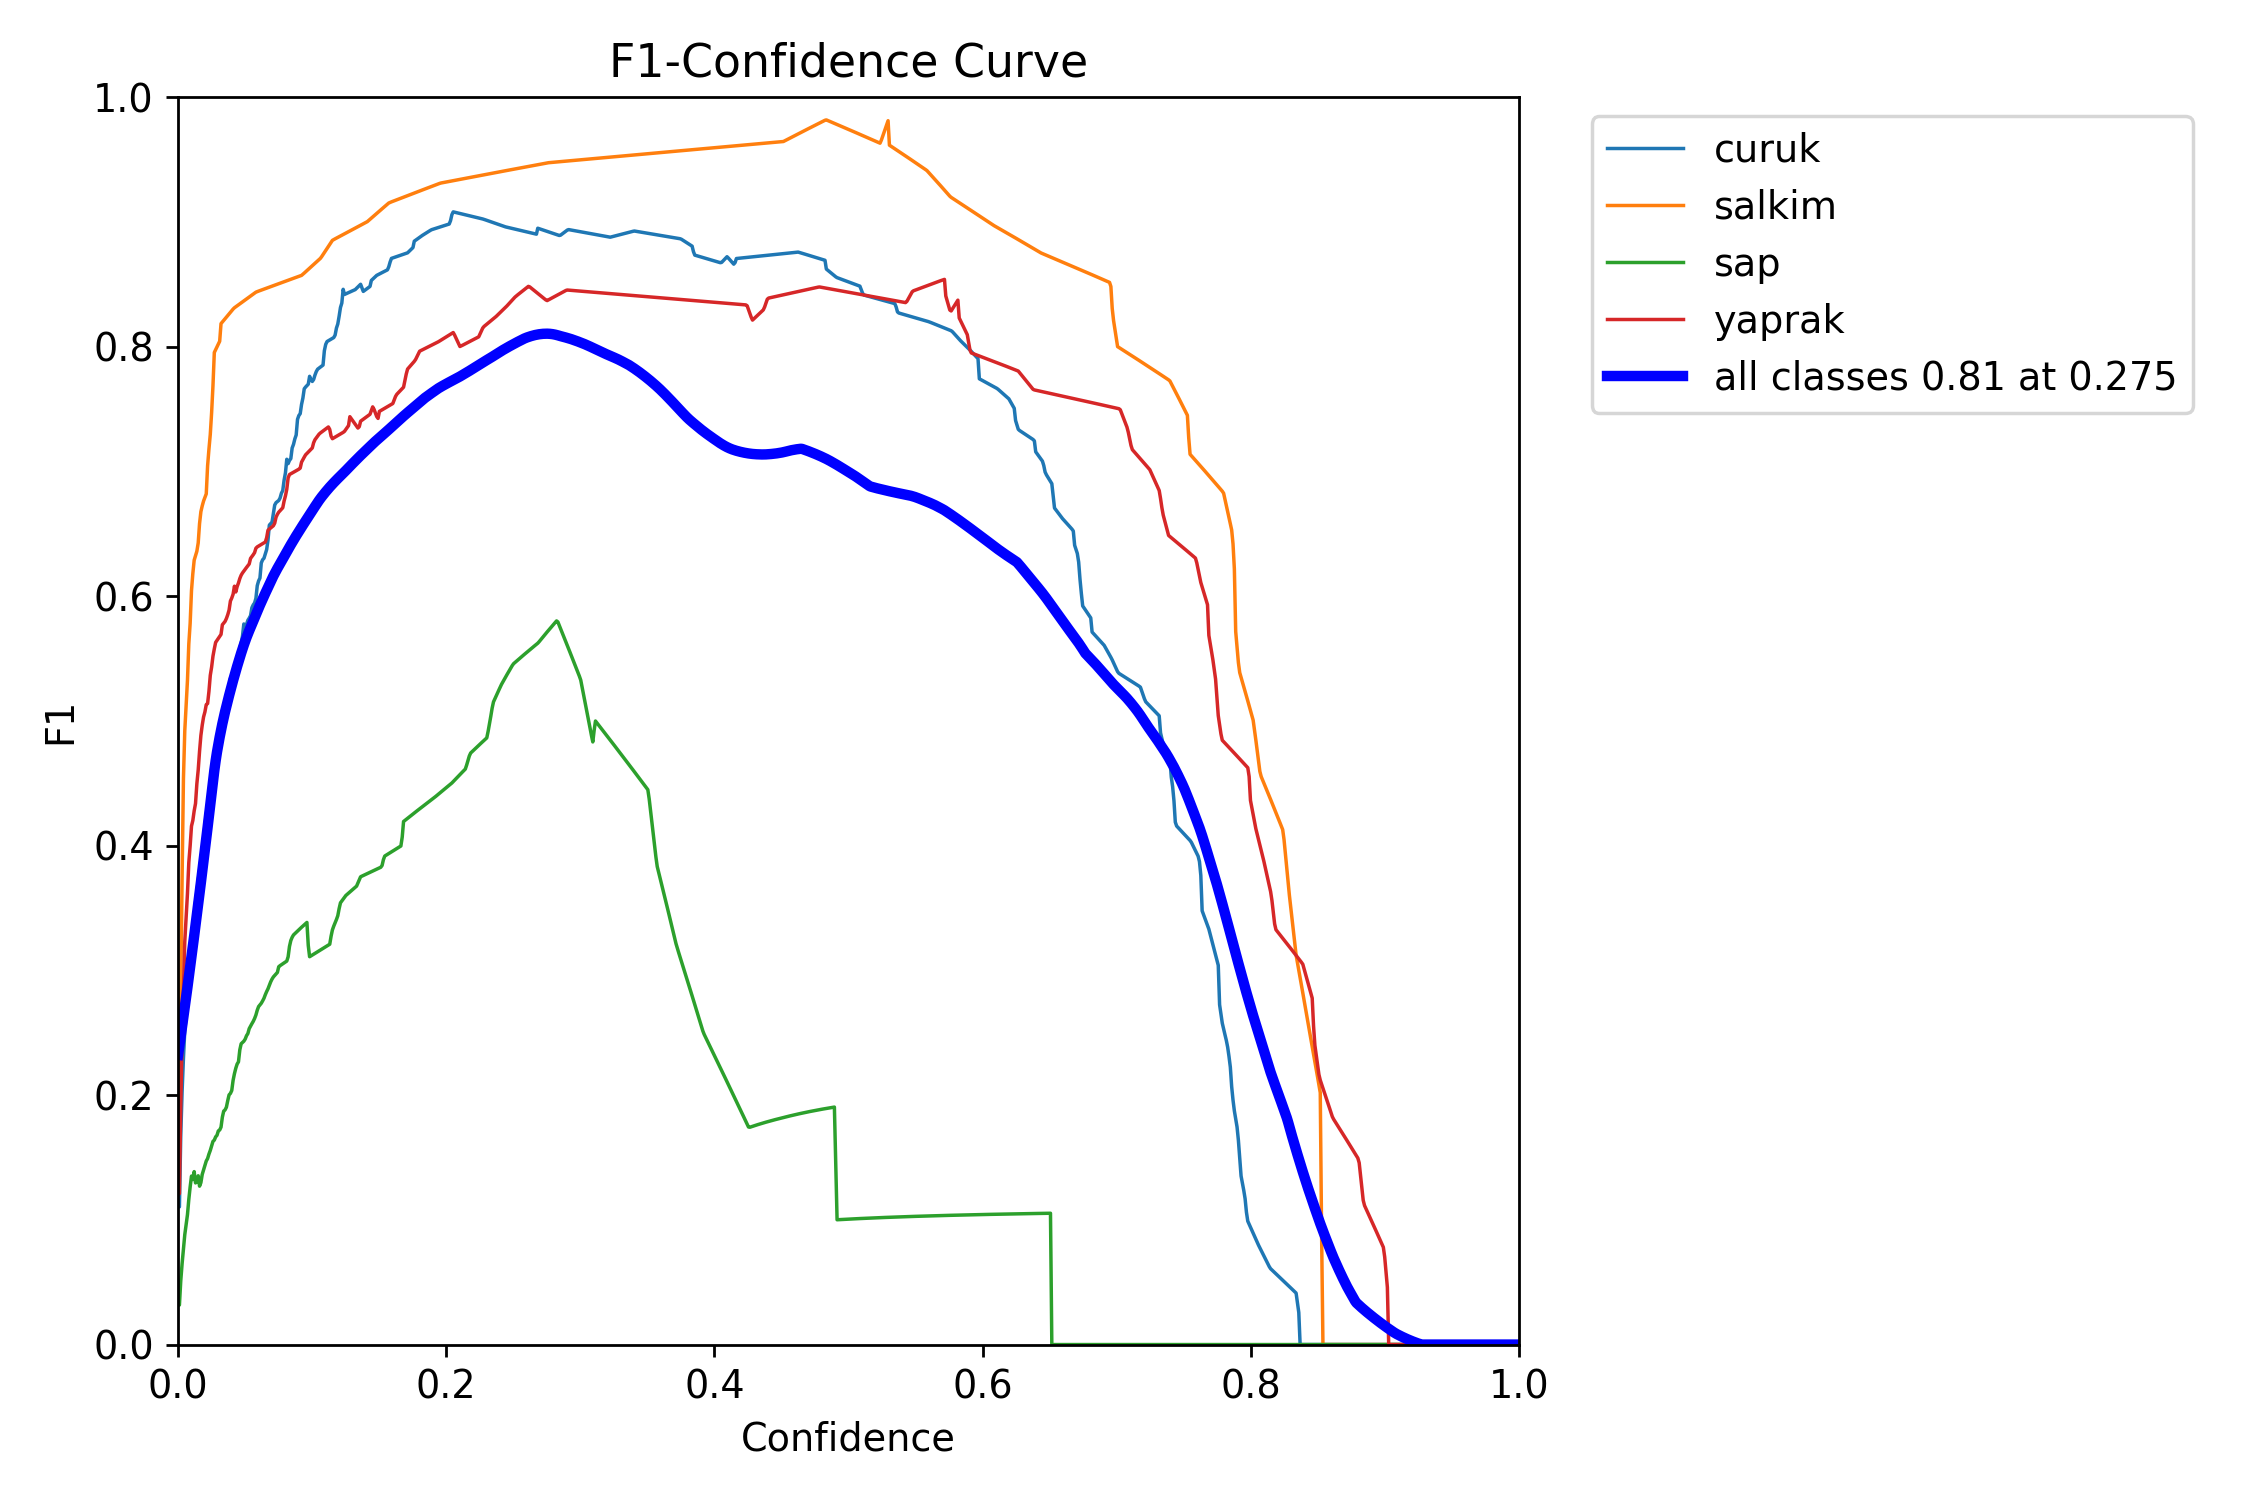 F1-Confidence Curve
1.0
0.8
0.6
0.4
0.2
0.0
F1
0.0 0.2 0.4 0.6 0.8 1.0
Confidence
curuk
salkim
sap
yaprak
all classes 0.81 at 0.275